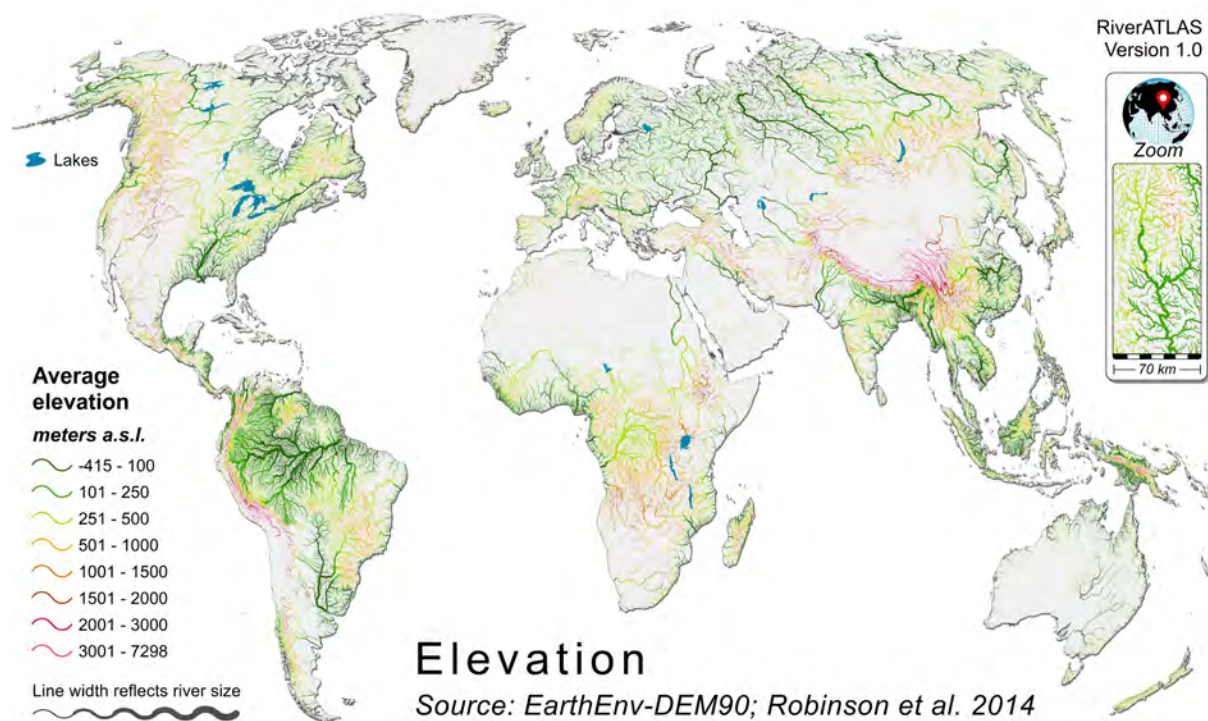 RiverATLAS
Version 1.0
Zoom
70 km
Lakes
Average
elevation
meters a.s.l.
-415 - 100
101 - 250
251 - 500
501 - 1000
1001 - 1500
1501 - 2000
2001 - 3000
3001 - 7298
Line width reflects river size
Elevation
Source: EarthEnv-DEM90; Robinson et al. 2014